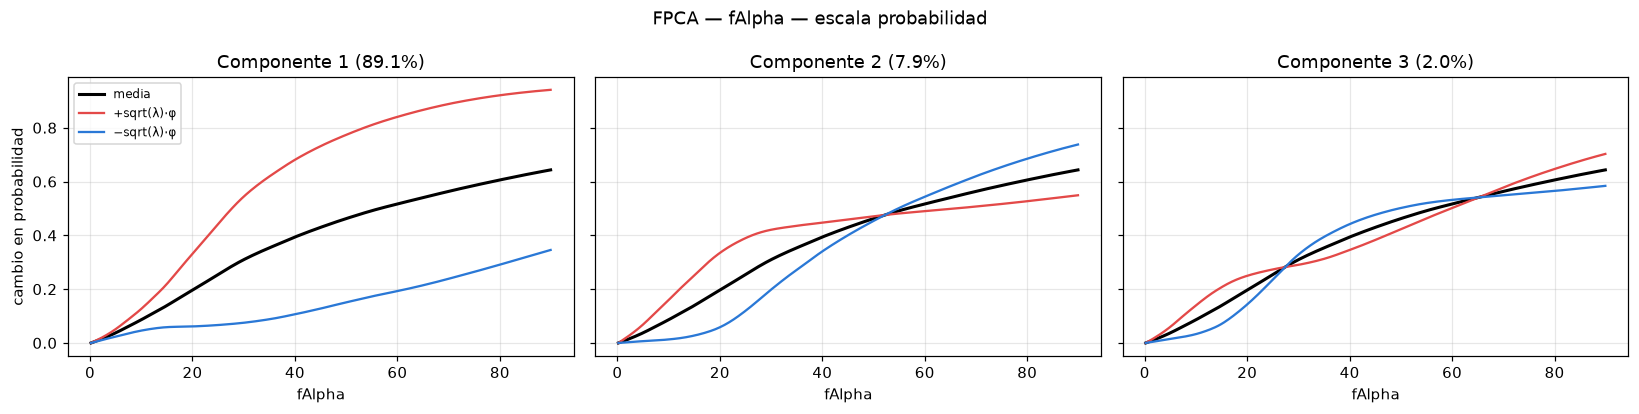 FPCA — fAlpha — escala probabilidad
Componente 1 (89.1%)
Componente 2 (7.9%)
Componente 3 (2.0%)
media
+sqrt(λ)·φ
−sqrt(λ)·φ
cambio en probabilidad
0.8
0.6
0.4
0.2
0.0
0 20 40 60 80
0 20 40 60 80
0 20 40 60 80
fAlpha
fAlpha
fAlpha